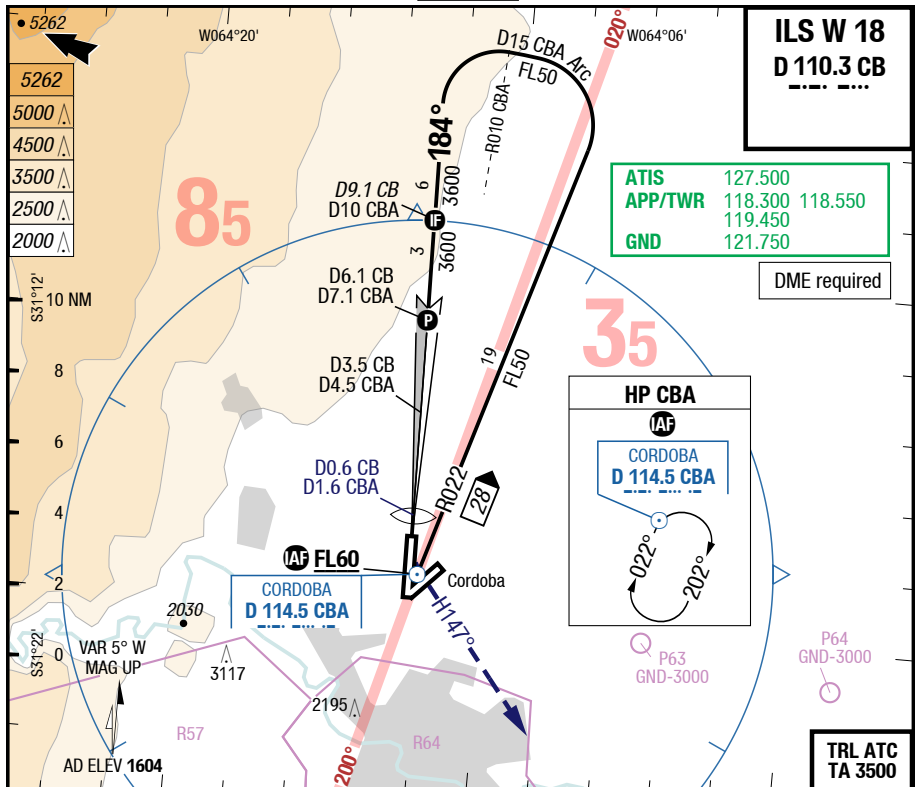 5262
W064°20'
W064°06'
020°
ILS W 18
D 110.3 CB
5262
5000
4500
3500
2500
2000
D15 CBA Arc
FL50
R010 CBA
184°
6
3600
D9.1 CB
D10 CBA
IF
85
3
3600
ATIS 127.500
APP/TWR 118.300 118.550
119.450
GND 121.750
DME required
S31°12'
10 NM
D6.1 CB
D7.1 CBA
P
35
19
FL50
8
D3.5 CB
D4.5 CBA
HP CBA
IAF
CORDOBA
D 114.5 CBA
022°
202°
6
D0.6 CB
D1.6 CBA
R022
28
4
IAF FL60
CORDOBA
D 114.5 CBA
Cordoba
2
H147°
2030
S31°22'
0
VAR 5° W
MAG UP
3117
P63
GND-3000
P64
GND-3000
2195
R57
R64
AD ELEV 1604
200°
TRL ATC
TA 3500